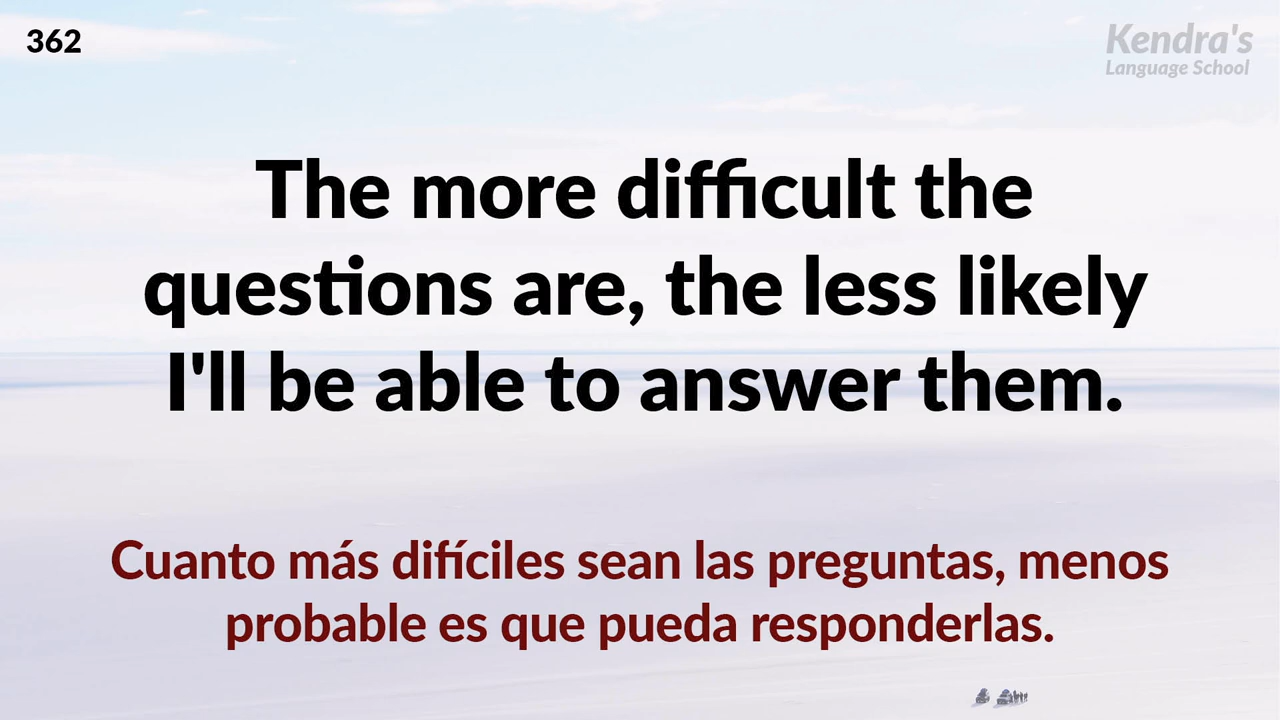 362
Kendra's
Language School
The more difficult the
questions are, the less likely
I'll be able to answer them.
Cuanto más difíciles sean las preguntas, menos
probable es que pueda responderlas.